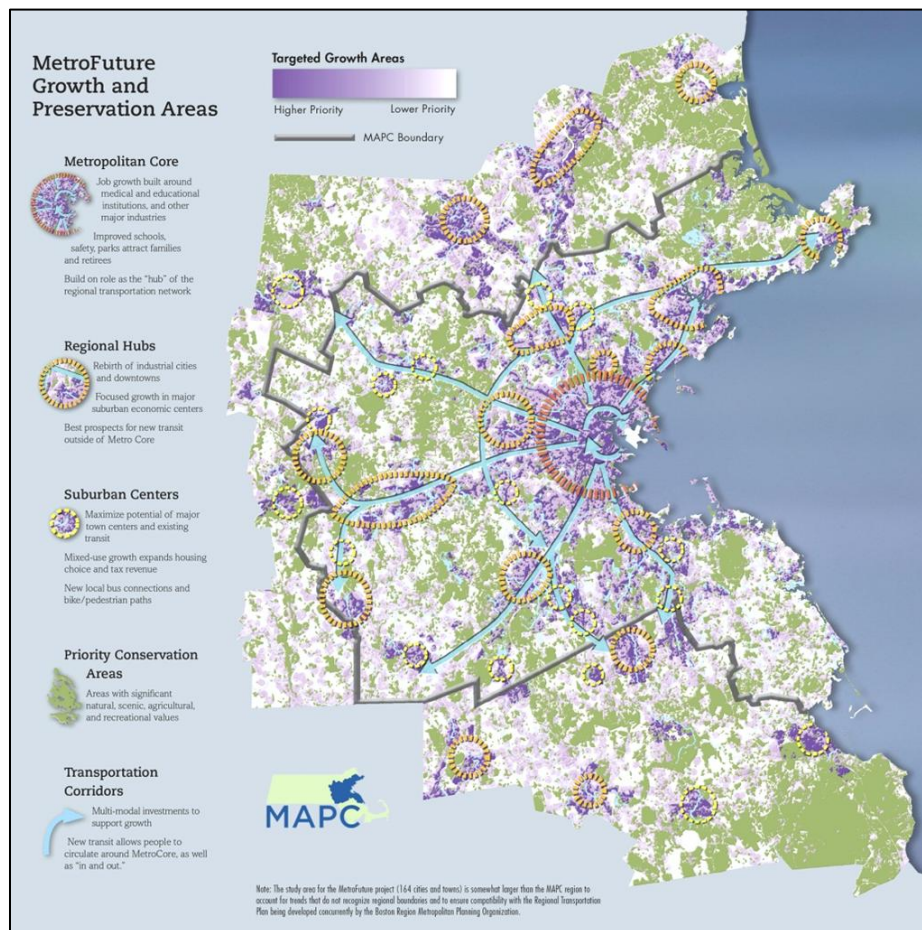 MetroFuture
Growth and
Preservation Areas
Targeted Growth Areas
Higher Priority
Lower Priority
MAPC Boundary
Metropolitan Core
Job growth built around
medical and educational
institutions, and other
major industries
Improved schools,
safety, parks attract families
and retirees
Build on role as the "hub" of the
regional transportation network
Regional Hubs
Rebirth of industrial cities
and downtowns
Focused growth in major
suburban economic centers
Best prospects for new transit
outside of Metro Core
Suburban Centers
Maximize potential of major
town centers and existing
transit
Mixed-use growth expands housing
choice and tax revenue
New local bus connections and
bike/pedestrian paths
Priority Conservation
Areas
Areas with significant
natural, scenic, agricultural,
and recreational values
Transportation
Corridors
Multi-modal investments to
support growth
New transit allows people to
circulate around MetroCore, as well
as "in and out."
MAPC
Note: The study area for the MetroFuture project (164 cities and towns) is somewhat larger than the MAPC region to
account for trends that do not recognize regional boundaries and to ensure compatibility with the Regional Transportation
Plan being developed concurrently by the Boston Region Metropolitan Planning Organization.